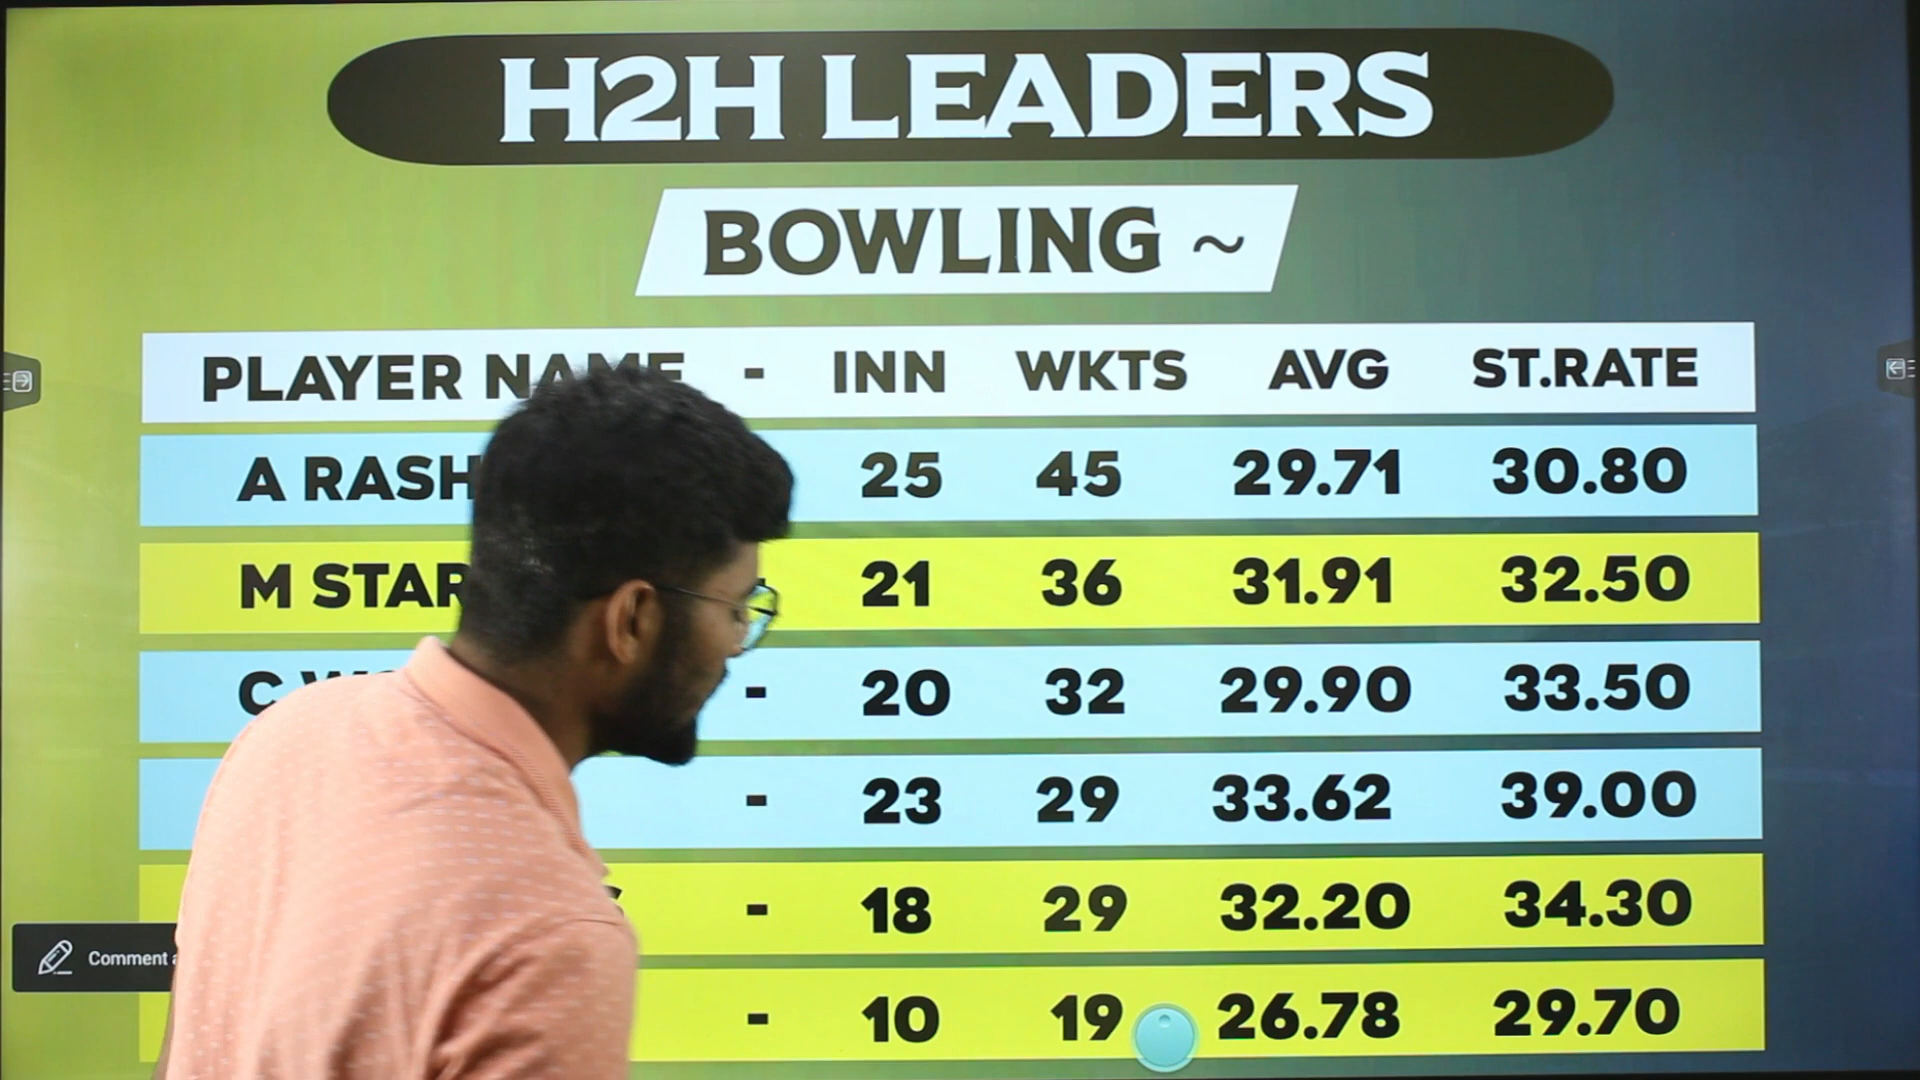 H2H LEADERS
BOWLING ~
PLAYER NAME - INN WKTS AVG ST.RATE
A RASH 25 45 29.71 30.80
M STAR 21 36 31.91 32.50
C - 20 32 29.90 33.50
- 23 29 33.62 39.00
- 18 29 32.20 34.30
- 10 19 26.78 29.70
Comment